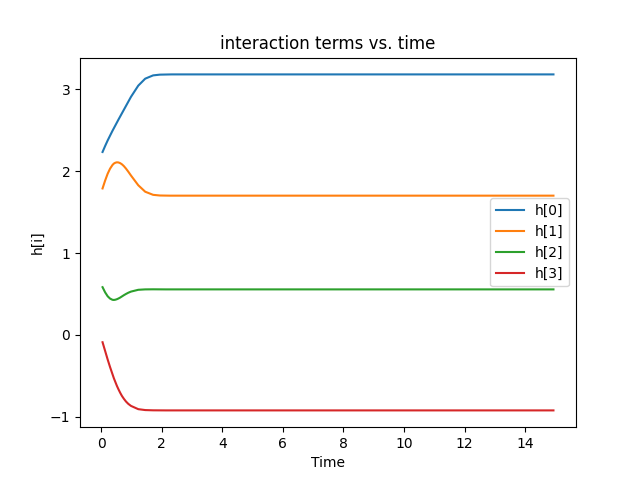 interaction terms vs. time
3
2
1
0
−1
h[i]
h[0]
h[1]
h[2]
h[3]
0 2 4 6 8 10 12 14
Time